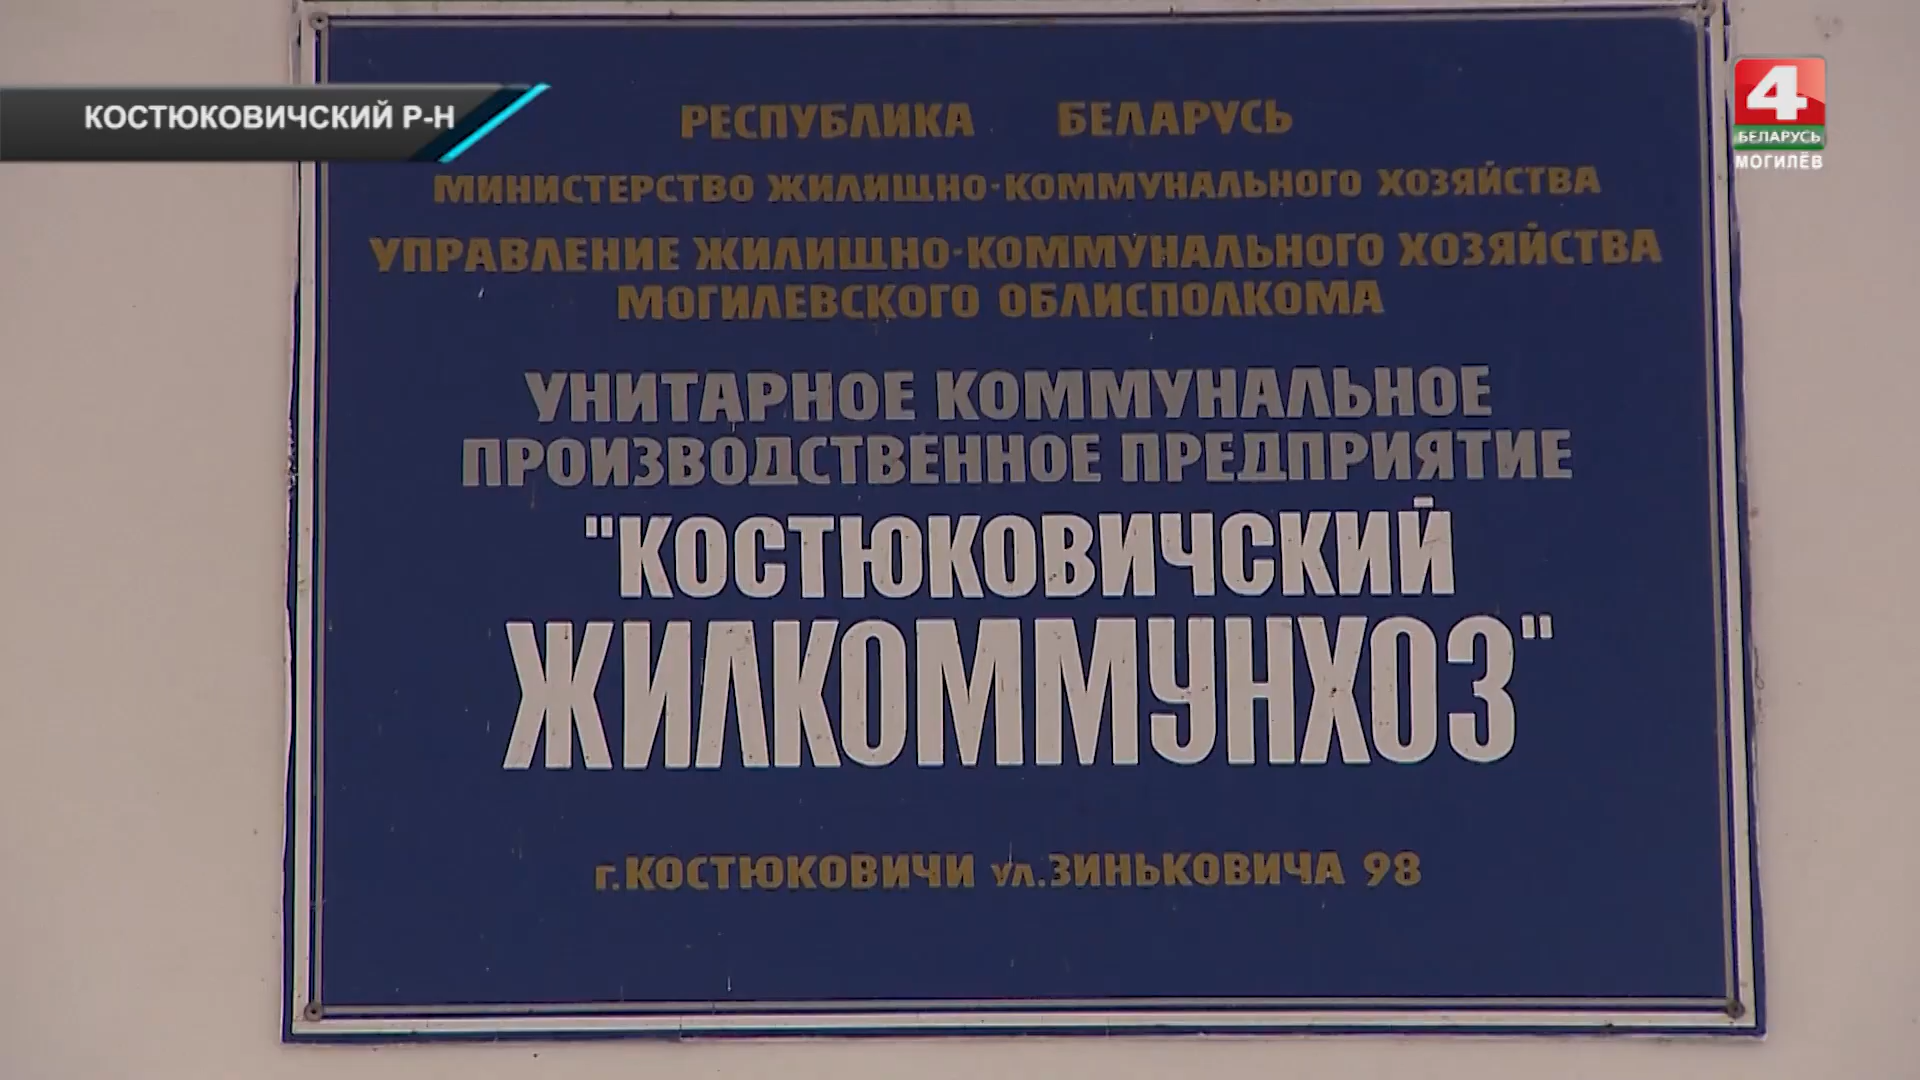 КОСТЮКОВИЧСКИЙ Р-Н
4
БЕЛАРУСЬ
МОГИЛЁВ
РЕСПУБЛИКА БЕЛАРУСЬ
МИНИСТЕРСТВО ЖИЛИЩНО-КОММУНАЛЬНОГО ХОЗЯЙСТВА
УПРАВЛЕНИЕ ЖИЛИЩНО-КОММУНАЛЬНОГО ХОЗЯЙСТВА
МОГИЛЕВСКОГО ОБЛИСПОЛКОМА
УНИТАРНОЕ КОММУНАЛЬНОЕ
ПРОИЗВОДСТВЕННОЕ ПРЕДПРИЯТИЕ
"КОСТЮКОВИЧСКИЙ
ЖИЛКОММУНХОЗ"
г.КОСТЮКОВИЧИ ул.ЗИНЬКОВИЧА 98